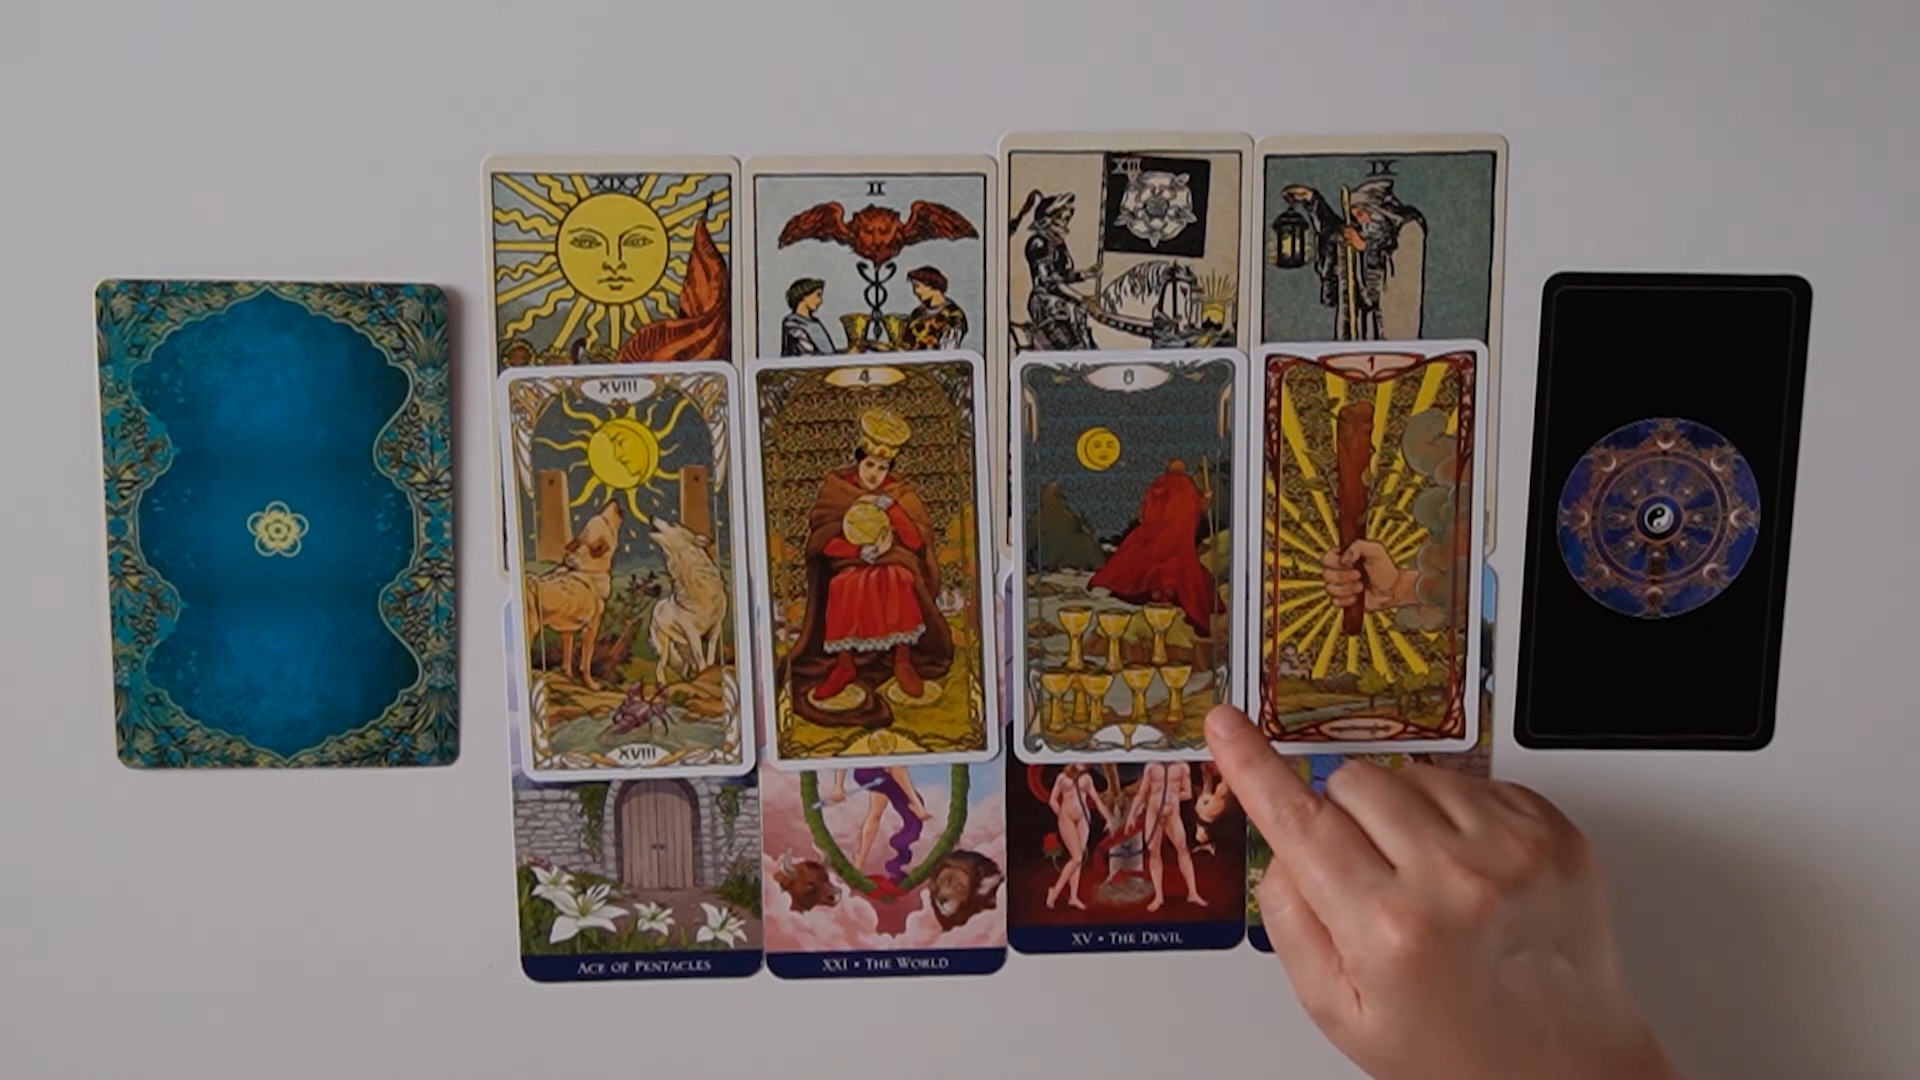 XIX
II
XIII
IX
XVIII
4
8
1
XVIII
ACE OF PENTACLES
XXI • THE WORLD
XV • THE DEVIL